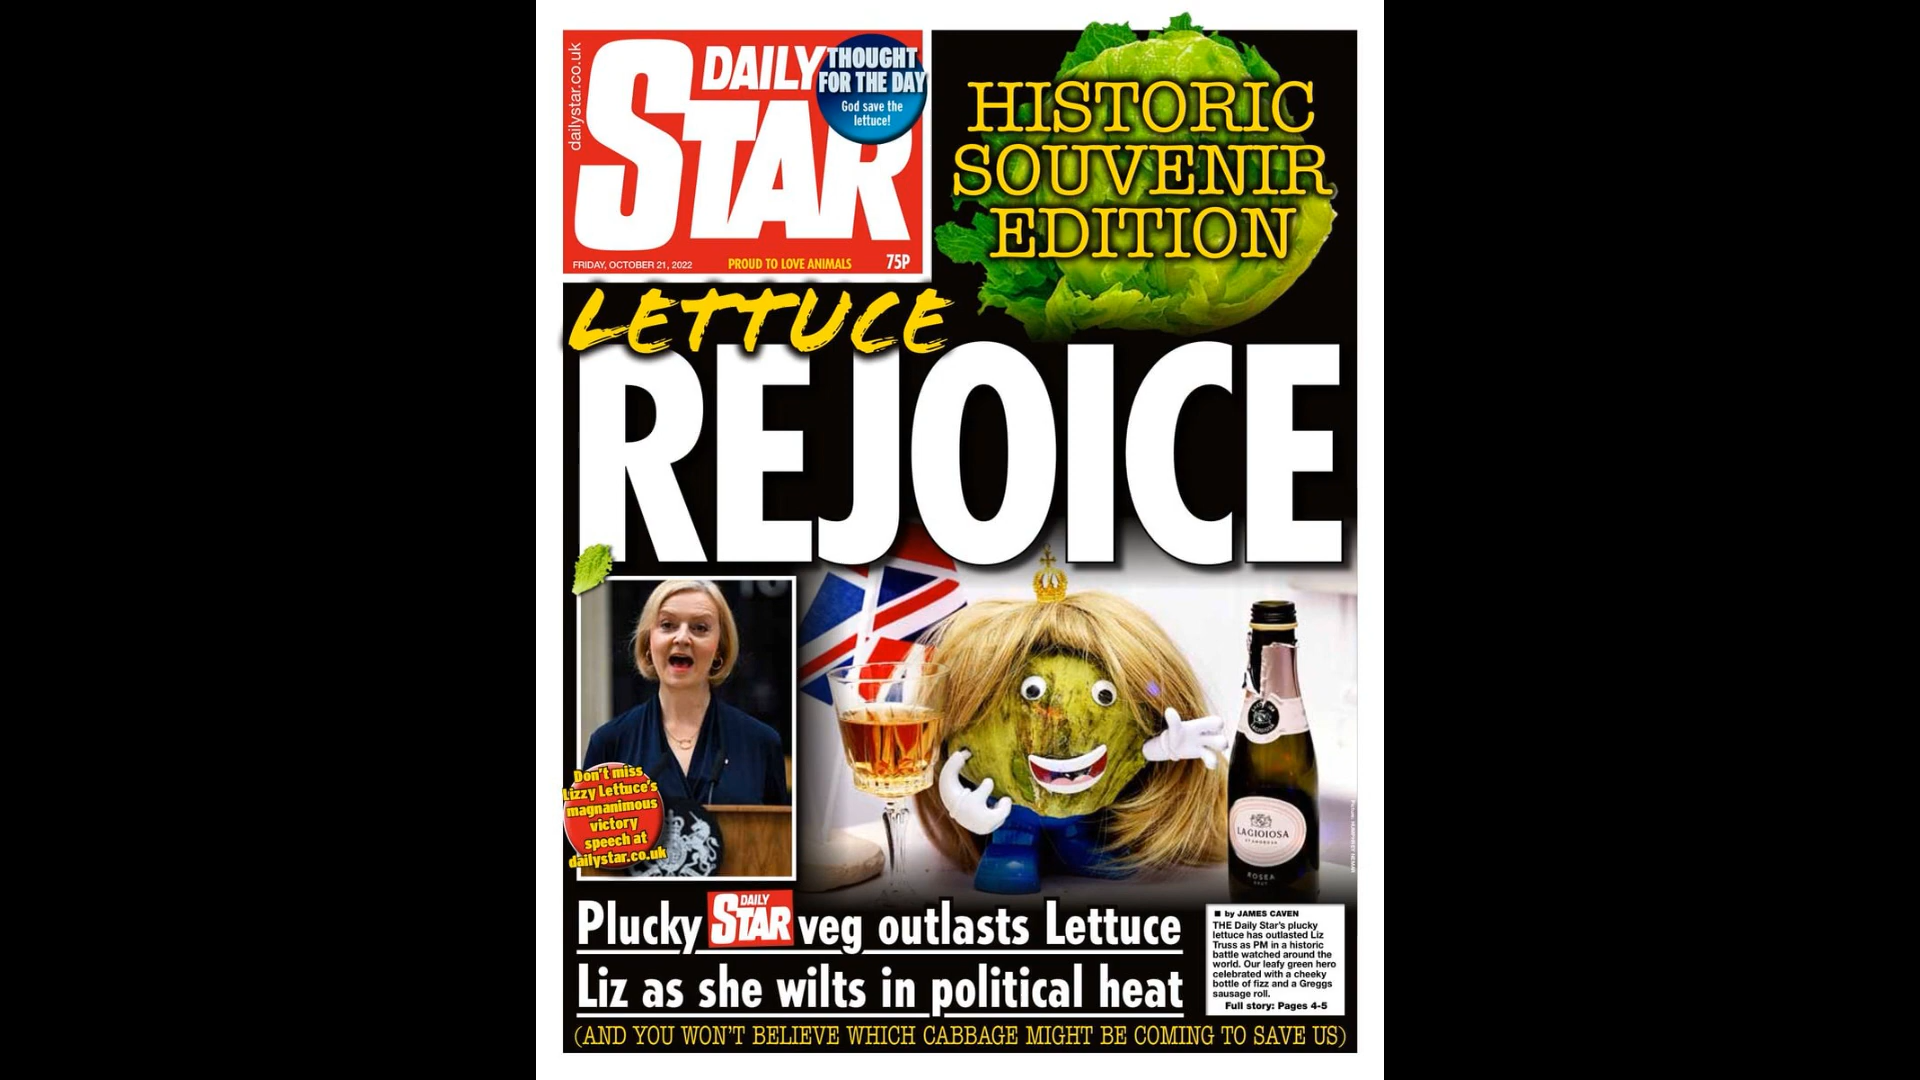 dailystar.co.uk
DAILY
STAR
THOUGHT
FOR THE DAY
God save the
lettuce!
FRIDAY, OCTOBER 21, 2022
PROUD TO LOVE ANIMALS
75P
HISTORIC
SOUVENIR
EDITION
LETTUCE
REJOICE
Don't miss
Lizzy Lettuce's
magnanimous
victory
speech at
dailystar.co.uk
LAGIOIOSA
ROSEA
BRUT
Plucky DAILY STAR veg outlasts Lettuce
Liz as she wilts in political heat
■ by JAMES CAVEN
THE Daily Star's plucky
lettuce has outlasted Liz
Truss as PM in a historic
battle watched around the
world. Our leafy green hero
celebrated with a cheeky
bottle of fizz and a Greggs
sausage roll.
Full story: Pages 4-5
(AND YOU WON'T BELIEVE WHICH CABBAGE MIGHT BE COMING TO SAVE US)